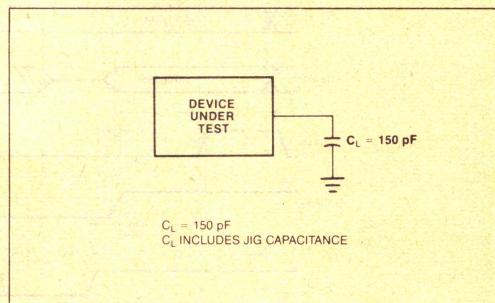 DEVICE
UNDER
TEST
C_L = 150 pF
C_L = 150 pF
C_L INCLUDES JIG CAPACITANCE